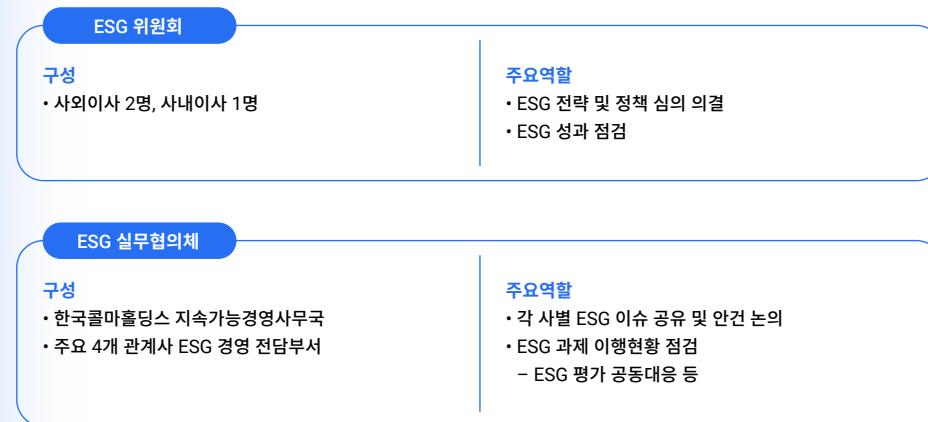 ESG 위원회
구성
• 사외이사 2명, 사내이사 1명
주요역할
• ESG 전략 및 정책 심의 의결
• ESG 성과 점검
ESG 실무협의체
구성
• 한국콜마홀딩스 지속가능경영사무국
• 주요 4개 관계사 ESG 경영 전담부서
주요역할
• 각 사별 ESG 이슈 공유 및 안건 논의
• ESG 과제 이행현황 점검
– ESG 평가 공동대응 등